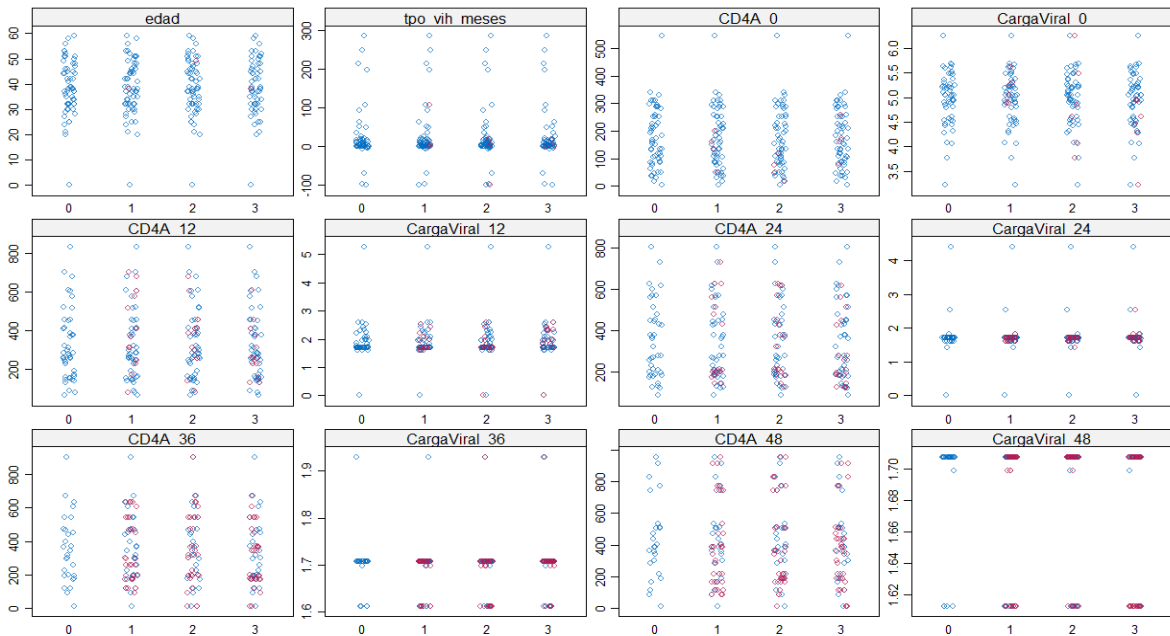 edad tpo_vih_meses CD4A_0 CargaViral_0
60 300 6.0
50 500 5.5
40 200 400 5.0
30 100 300 4.5
20 200 4.0
10 0 100 3.5
0 -100 0
0 1 2 3 0 1 2 3 0 1 2 3 0 1 2 3
CD4A_12 CargaViral_12 CD4A_24 CargaViral_24
800 5 800 4
600 4 600 3
400 3 400 2
200 2 200 1
1 0
0
0 1 2 3 0 1 2 3 0 1 2 3 0 1 2 3
CD4A_36 CargaViral_36 CD4A_48 CargaViral_48
800 1.9 800 1.70
600 1.8 600 1.68
400 1.7 400 1.66
200 1.6 200 1.64
0 0 1.62
0 1 2 3 0 1 2 3 0 1 2 3 0 1 2 3